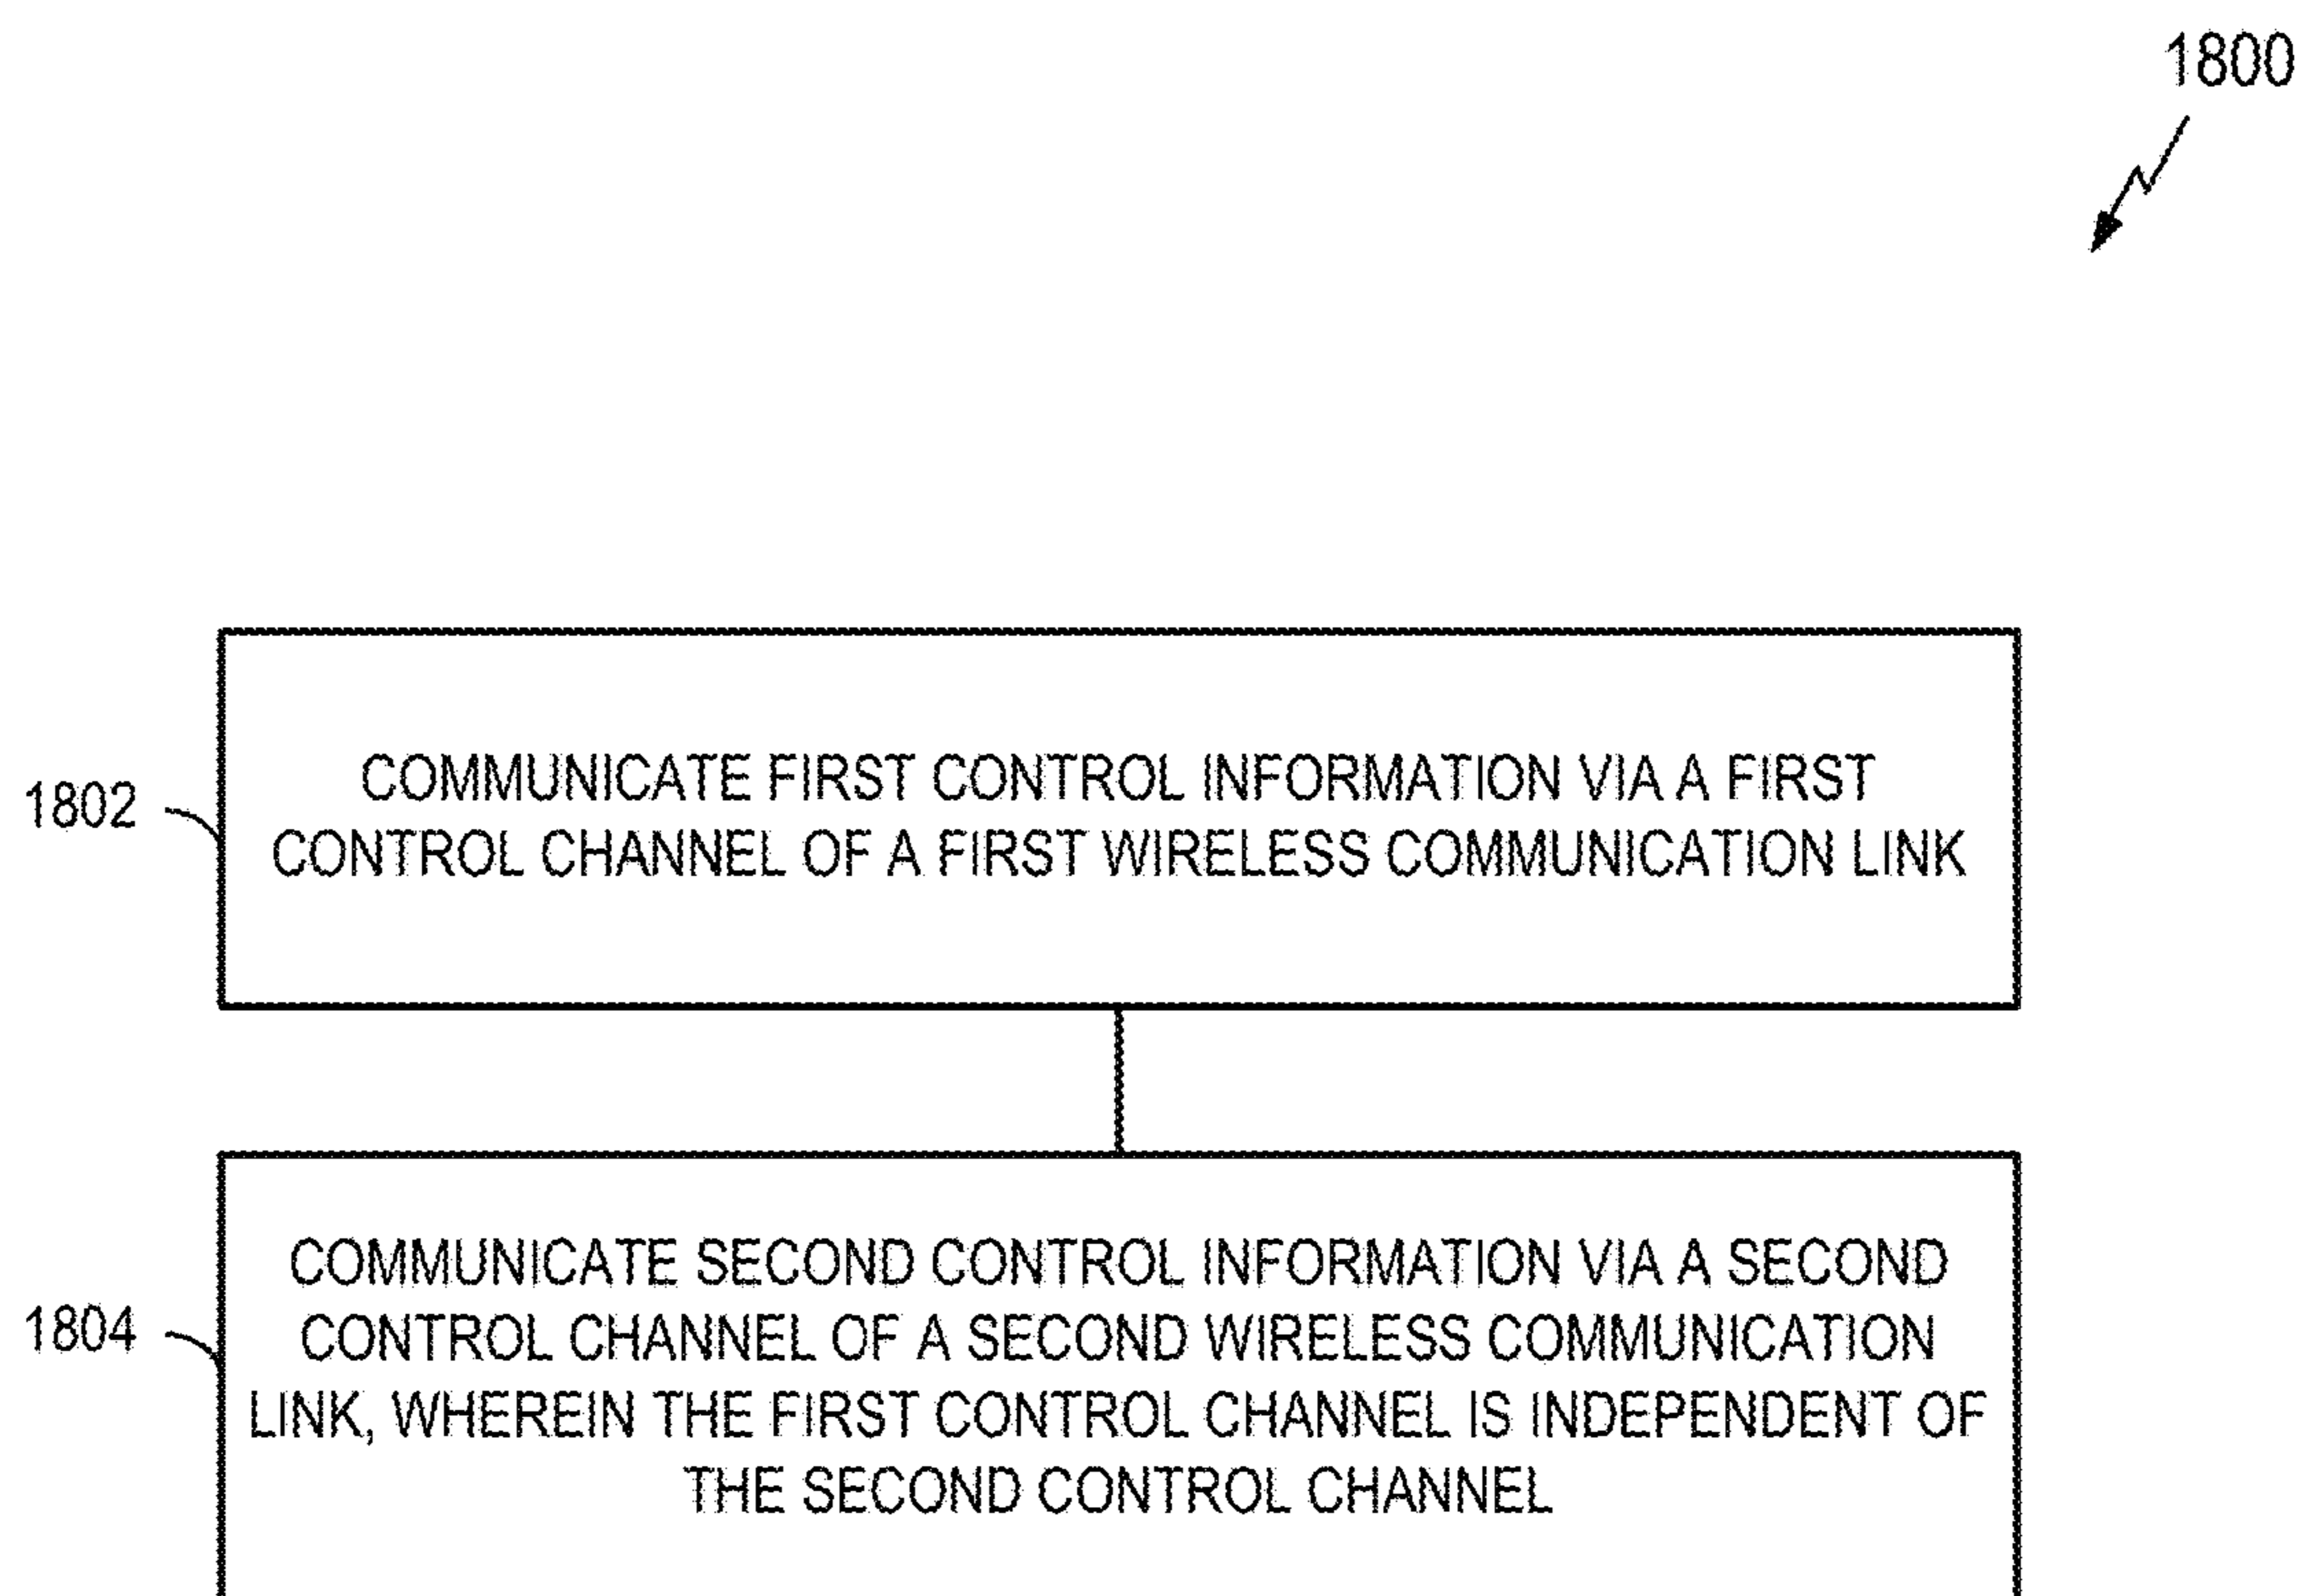 1800
1802
COMMUNICATE FIRST CONTROL INFORMATION VIA A FIRST
CONTROL CHANNEL OF A FIRST WIRELESS COMMUNICATION LINK
1804
COMMUNICATE SECOND CONTROL INFORMATION VIA A SECOND
CONTROL CHANNEL OF A SECOND WIRELESS COMMUNICATION
LINK, WHEREIN THE FIRST CONTROL CHANNEL IS INDEPENDENT OF
THE SECOND CONTROL CHANNEL